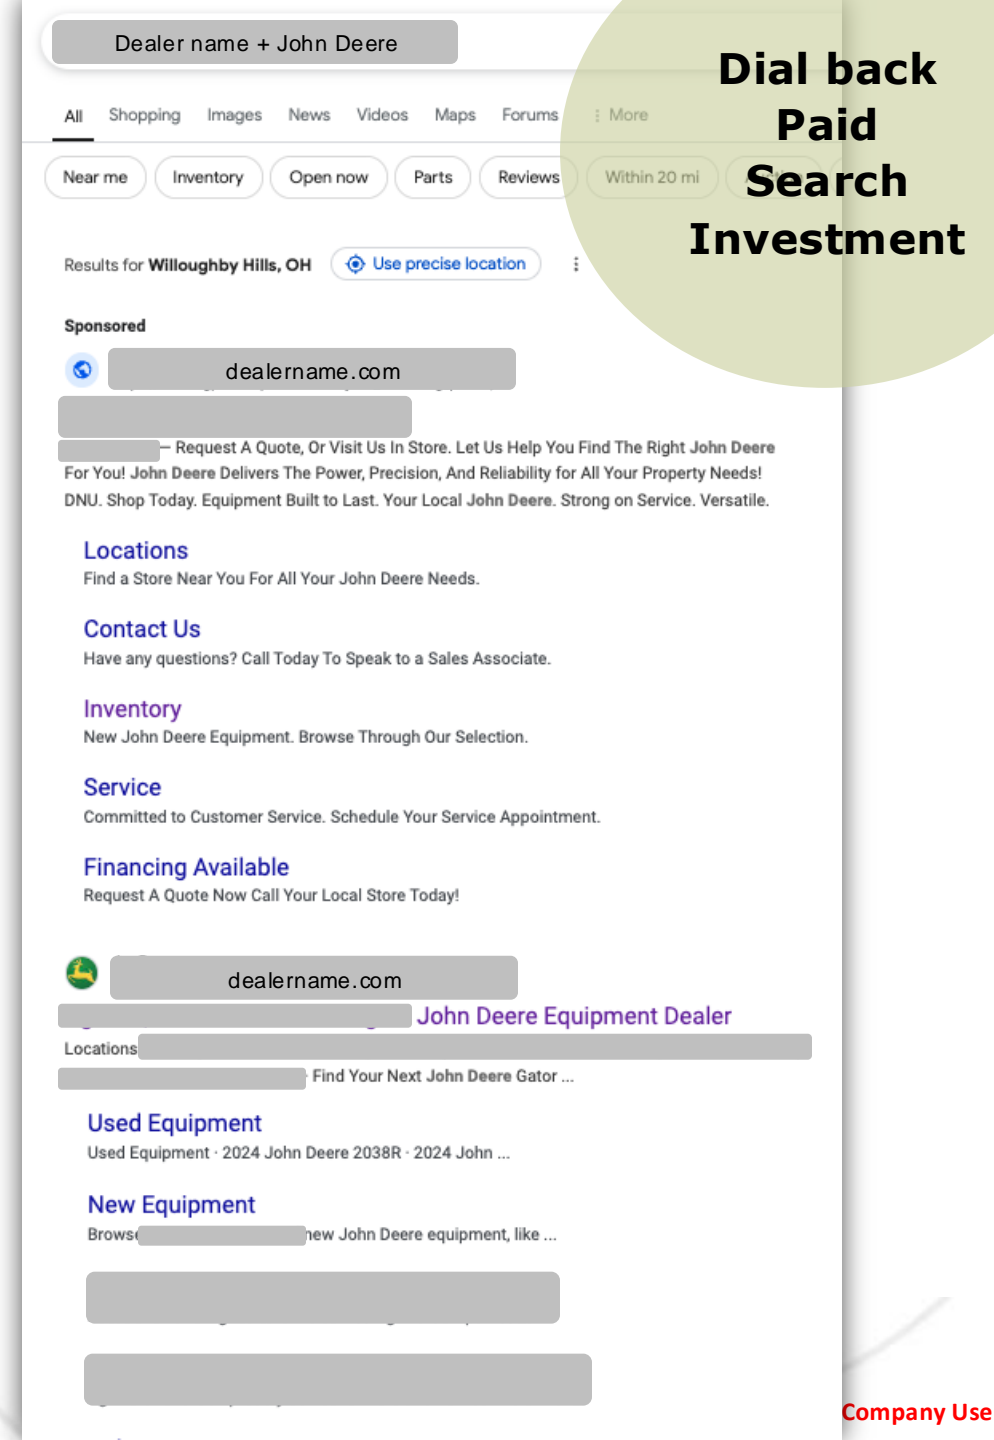 Dealer name + John Deere
Dial back
Paid
Search
Investment
All Shopping Images News Videos Maps Forums More
Near me Inventory Open now Parts Reviews Within 20 mi
Results for Willoughby Hills, OH Use precise location
Sponsored
dealername.com
— Request A Quote, Or Visit Us In Store. Let Us Help You Find The Right John Deere
For You! John Deere Delivers The Power, Precision, And Reliability for All Your Property Needs!
DNU. Shop Today. Equipment Built to Last. Your Local John Deere. Strong on Service. Versatile.
Locations
Find a Store Near You For All Your John Deere Needs.
Contact Us
Have any questions? Call Today To Speak to a Sales Associate.
Inventory
New John Deere Equipment. Browse Through Our Selection.
Service
Committed to Customer Service. Schedule Your Service Appointment.
Financing Available
Request A Quote Now Call Your Local Store Today!
dealername.com
John Deere Equipment Dealer
Locations
Find Your Next John Deere Gator ...
Used Equipment
Used Equipment · 2024 John Deere 2038R · 2024 John ...
New Equipment
Browse new John Deere equipment, like ...
Company Use